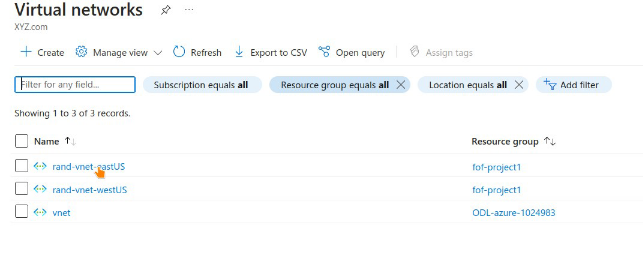 Virtual networks
XYZ.com
Create Manage view Refresh Export to CSV Open query Assign tags
Filter for any field... Subscription equals all Resource group equals all Location equals all Add filter
Showing 1 to 3 of 3 records.
Name Resource group
rand-vnet-eastUS fof-project1
rand-vnet-westUS fof-project1
vnet ODL-azure-1024983